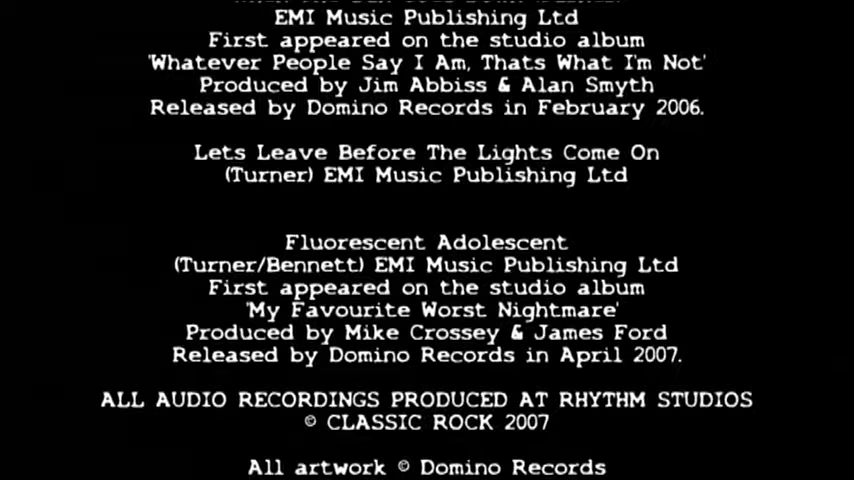 EMI Music Publishing Ltd
First appeared on the studio album
'Whatever People Say I Am, Thats What I'm Not'
Produced by Jim Abbiss & Alan Smyth
Released by Domino Records in February 2006.
Lets Leave Before The Lights Come On
(Turner) EMI Music Publishing Ltd
Fluorescent Adolescent
(Turner/Bennett) EMI Music Publishing Ltd
First appeared on the studio album
'My Favourite Worst Nightmare'
Produced by Mike Crossey & James Ford
Released by Domino Records in April 2007.
ALL AUDIO RECORDINGS PRODUCED AT RHYTHM STUDIOS
© CLASSIC ROCK 2007
All artwork © Domino Records